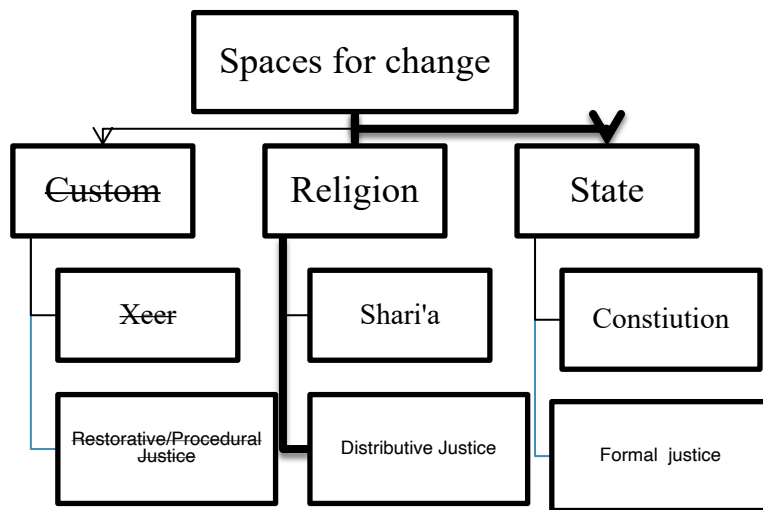 Spaces for change
Custom
Religion
State
Xeer
Shari'a
Constiution
Restorative/Procedural
Justice
Distributive Justice
Formal justice